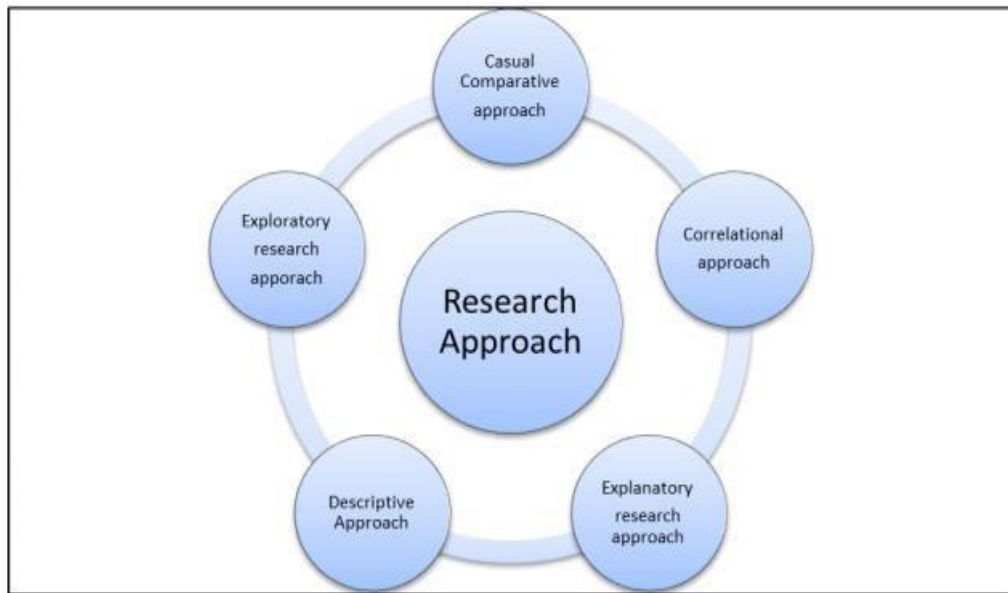 Casual
Comparative
approach
Exploratory
research
apporach
Correlational
approach
Research
Approach
Descriptive
Approach
Explanatory
research
approach